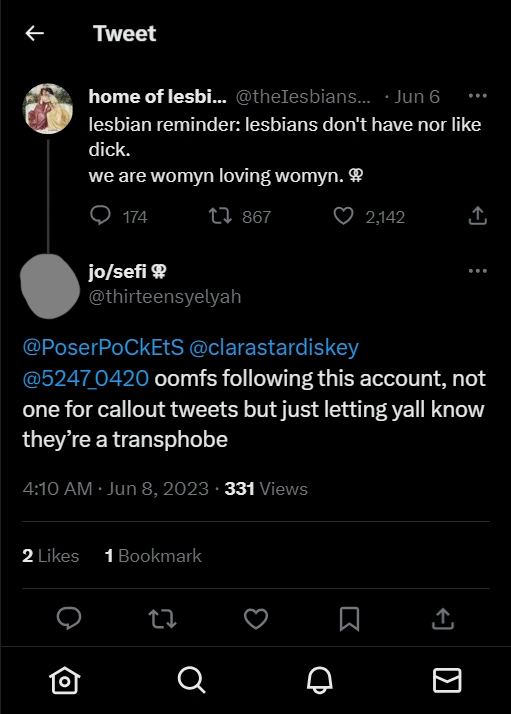 Tweet
home of lesbi... @theIesbians... · Jun 6
lesbian reminder: lesbians don't have nor like
dick.
we are womyn loving womyn. ⚢
174 867 2,142
jo/sefi ⚢
@thirteensyelyah
@PoserPoCkEtS @clarastardiskey
@5247_0420 oomfs following this account, not
one for callout tweets but just letting yall know
they’re a transphobe
4:10 AM · Jun 8, 2023 · 331 Views
2 Likes 1 Bookmark